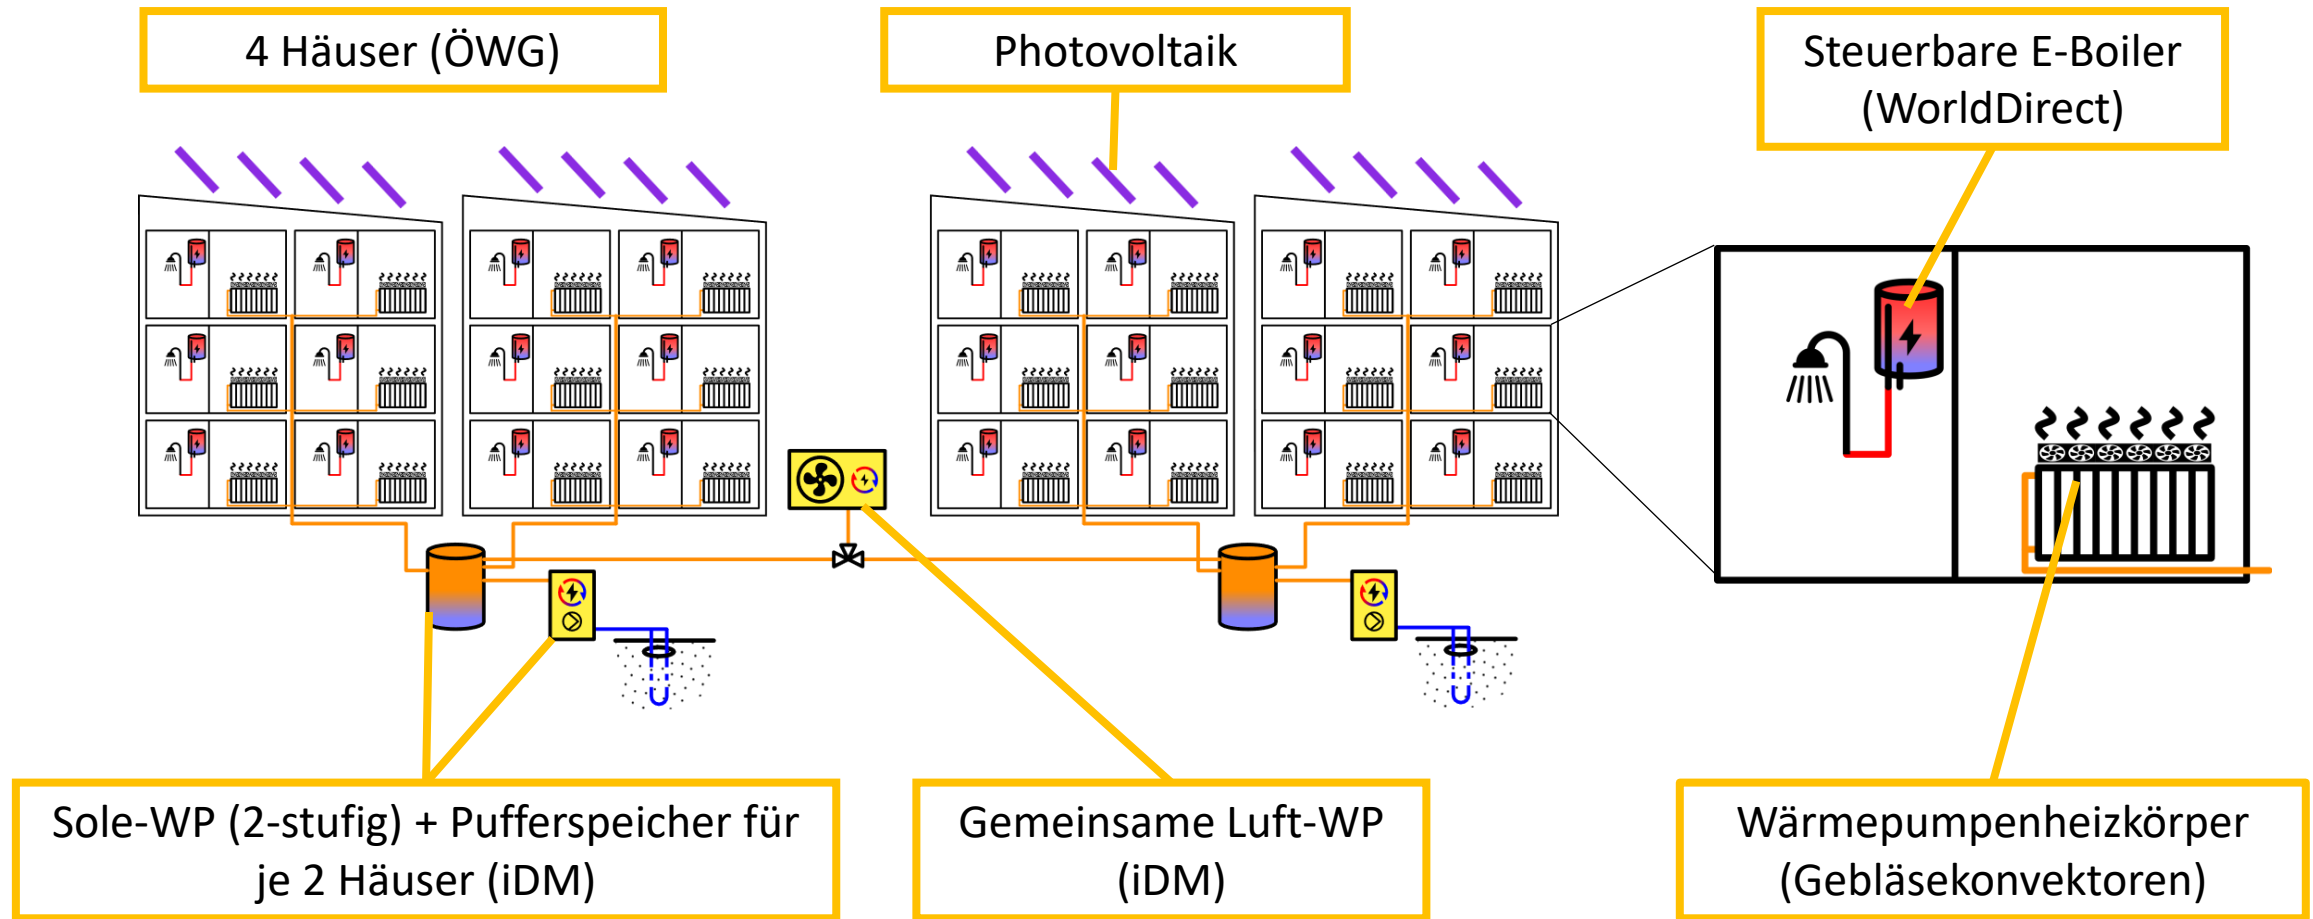 4 Häuser (ÖWG)
Photovoltaik
Steuerbare E-Boiler
(WorldDirect)
Sole-WP (2-stufig) + Pufferspeicher für
je 2 Häuser (iDM)
Gemeinsame Luft-WP
(iDM)
Wärmepumpenheizkörper
(Gebläsekonvektoren)